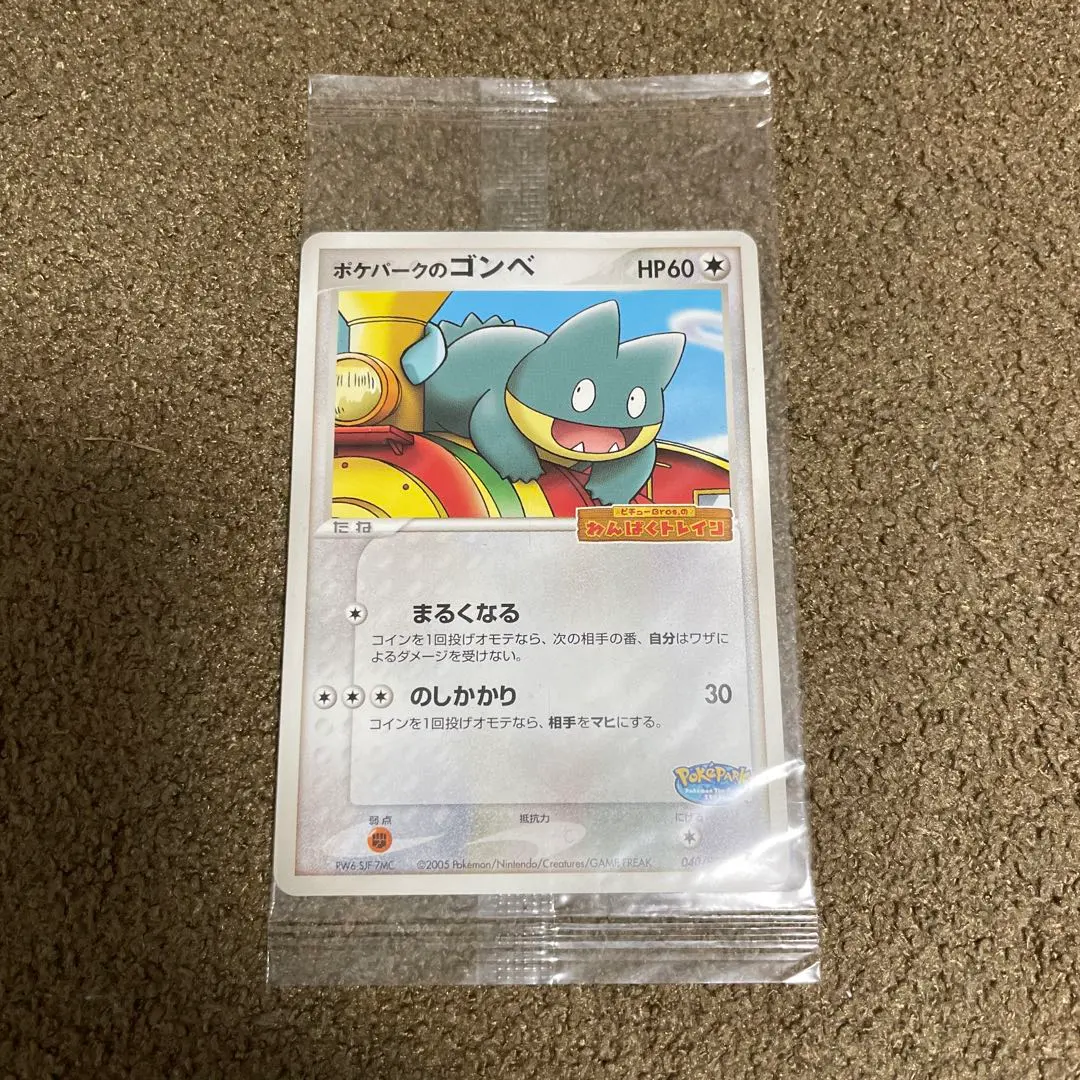 ポケパークのゴンベ HP60
ピチューBros.の
わんぱくトレイン
たね
まるくなる
コインを1回投げオモテなら、次の相手の番、自分はワザに
よるダメージを受けない。
のしかかり 30
コインを1回投げオモテなら、相手をマヒにする。
POKÉPARK
Pokémon The
弱点 抵抗力 にげる
PW6 SJF 7MC ©2005 Pokémon/Nintendo/Creatures/GAME FREAK 040/